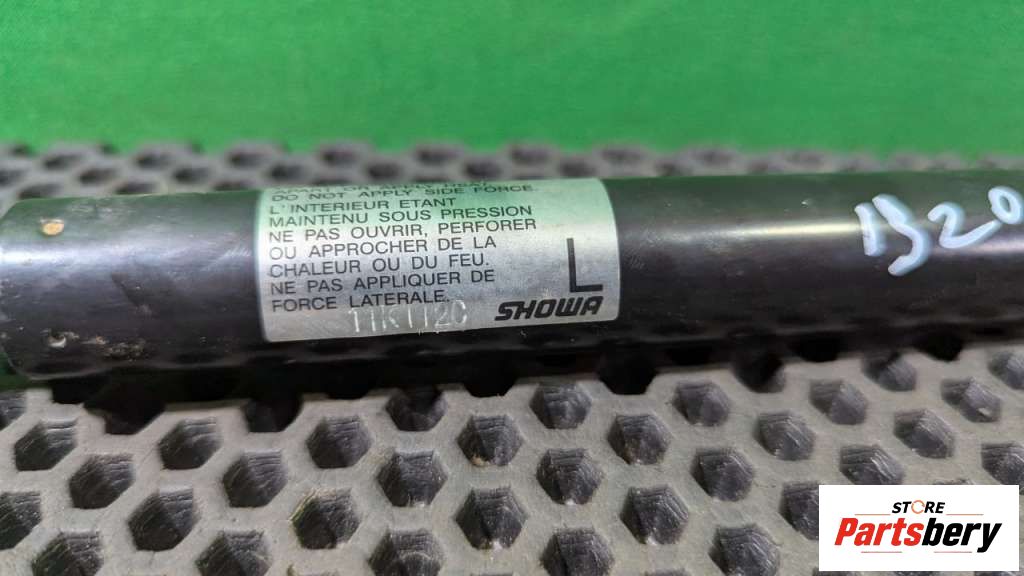 DO NOT APPLY SIDE FORCE.
L'INTERIEUR ETANT
MAINTENU SOUS PRESSION
NE PAS OUVRIR, PERFORER
OU APPROCHER DE LA
CHALEUR OU DU FEU.
NE PAS APPLIQUER DE
FORCE LATERALE.
L
SHOWA
1920
STORE
Partsbery